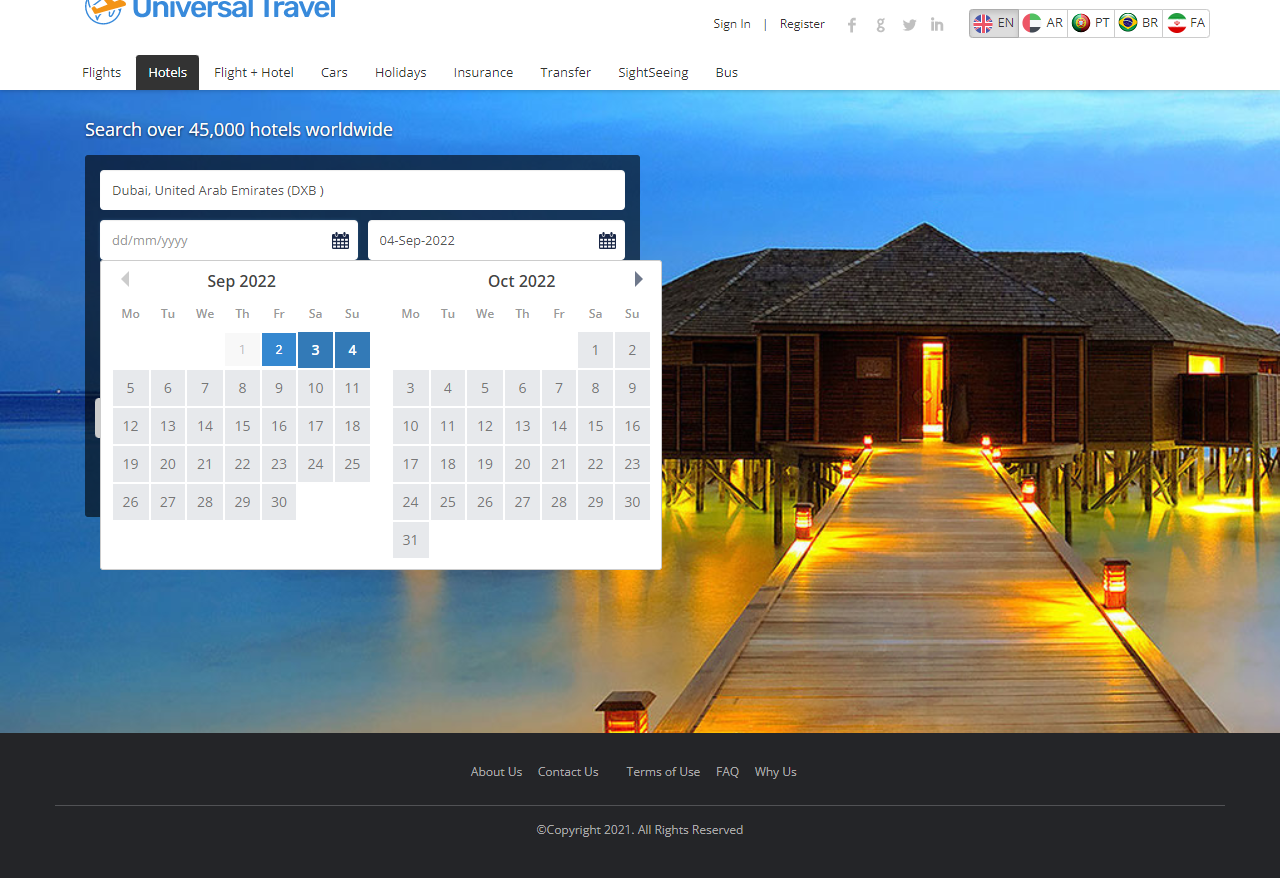 Universal Travel
Sign In | Register
EN AR PT BR FA
Flights Hotels Flight + Hotel Cars Holidays Insurance Transfer SightSeeing Bus
Search over 45,000 hotels worldwide
Dubai, United Arab Emirates (DXB )
dd/mm/yyyy 04-Sep-2022
Sep 2022
Mo Tu We Th Fr Sa Su
1 2 3 4
5 6 7 8 9 10 11
12 13 14 15 16 17 18
19 20 21 22 23 24 25
26 27 28 29 30
Oct 2022
Mo Tu We Th Fr Sa Su
1 2
3 4 5 6 7 8 9
10 11 12 13 14 15 16
17 18 19 20 21 22 23
24 25 26 27 28 29 30
31
About Us Contact Us Terms of Use FAQ Why Us
©Copyright 2021. All Rights Reserved